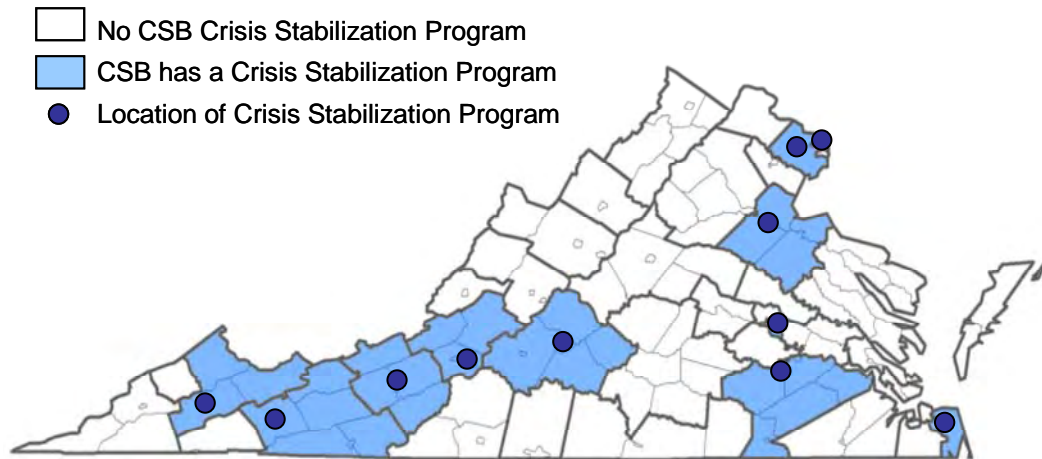 No CSB Crisis Stabilization Program
CSB has a Crisis Stabilization Program
Location of Crisis Stabilization Program